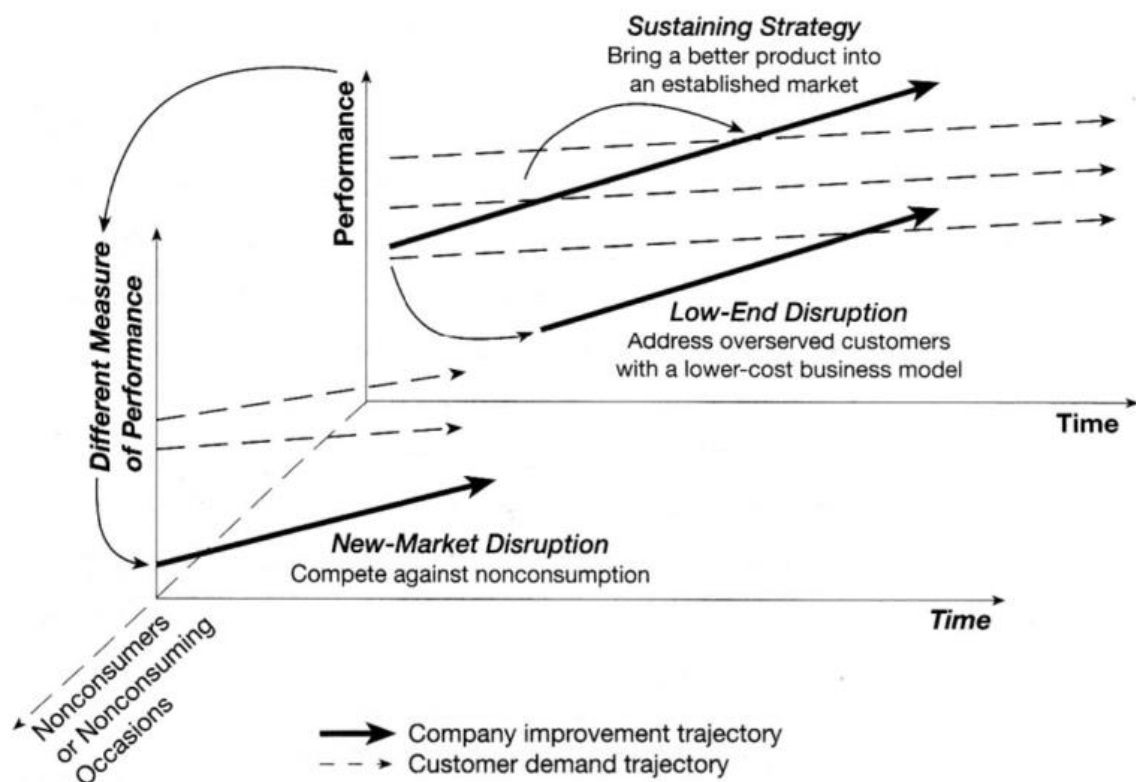 Sustaining Strategy
Bring a better product into
an established market
Performance
Different Measure
of Performance
Low-End Disruption
Address overserved customers
with a lower-cost business model
Time
New-Market Disruption
Compete against nonconsumption
Time
Nonconsumers
or Nonconsuming
Occasions
Company improvement trajectory
Customer demand trajectory